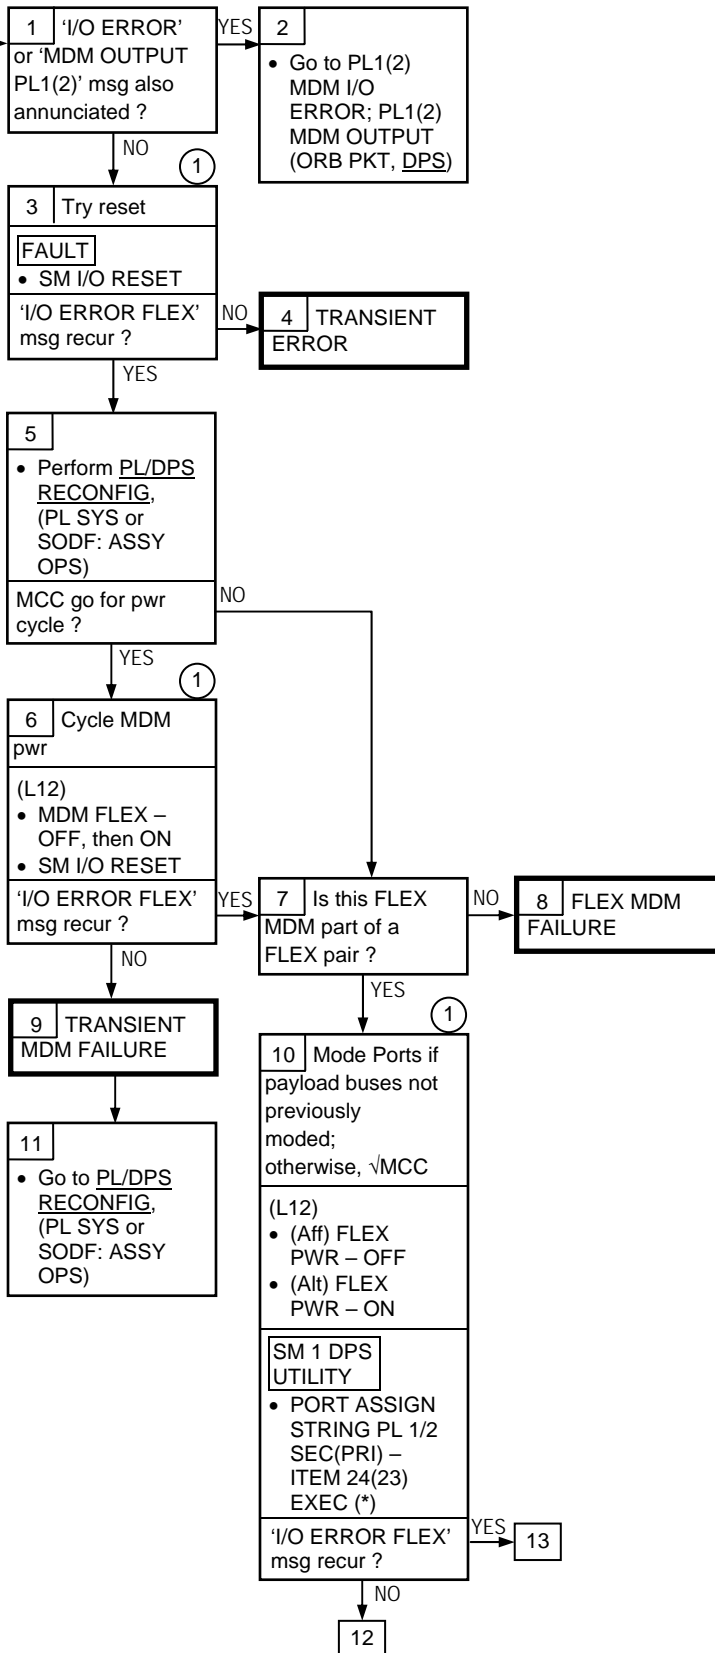 1 'I/O ERROR'
or 'MDM OUTPUT
PL1(2)' msg also
annunciated ?
YES
2
• Go to PL1(2)
MDM I/O
ERROR; PL1(2)
MDM OUTPUT
(ORB PKT, DPS)
NO
1
3 Try reset
FAULT
• SM I/O RESET
'I/O ERROR FLEX'
msg recur ?
NO
4 TRANSIENT
ERROR
YES
5
• Perform PL/DPS
RECONFIG,
(PL SYS or
SODF: ASSY
OPS)
MCC go for pwr
cycle ?
NO
YES
1
6 Cycle MDM
pwr
(L12)
• MDM FLEX –
OFF, then ON
• SM I/O RESET
'I/O ERROR FLEX'
msg recur ?
YES
7 Is this FLEX
MDM part of a
FLEX pair ?
NO
8 FLEX MDM
FAILURE
NO
9 TRANSIENT
MDM FAILURE
11
• Go to PL/DPS
RECONFIG,
(PL SYS or
SODF: ASSY
OPS)
YES
1
10 Mode Ports if
payload buses not
previously
moded;
otherwise, √MCC
(L12)
• (Aff) FLEX
PWR – OFF
• (Alt) FLEX
PWR – ON
SM 1 DPS
UTILITY
• PORT ASSIGN
STRING PL 1/2
SEC(PRI) –
ITEM 24(23)
EXEC (*)
'I/O ERROR FLEX'
msg recur ?
YES
13
NO
12